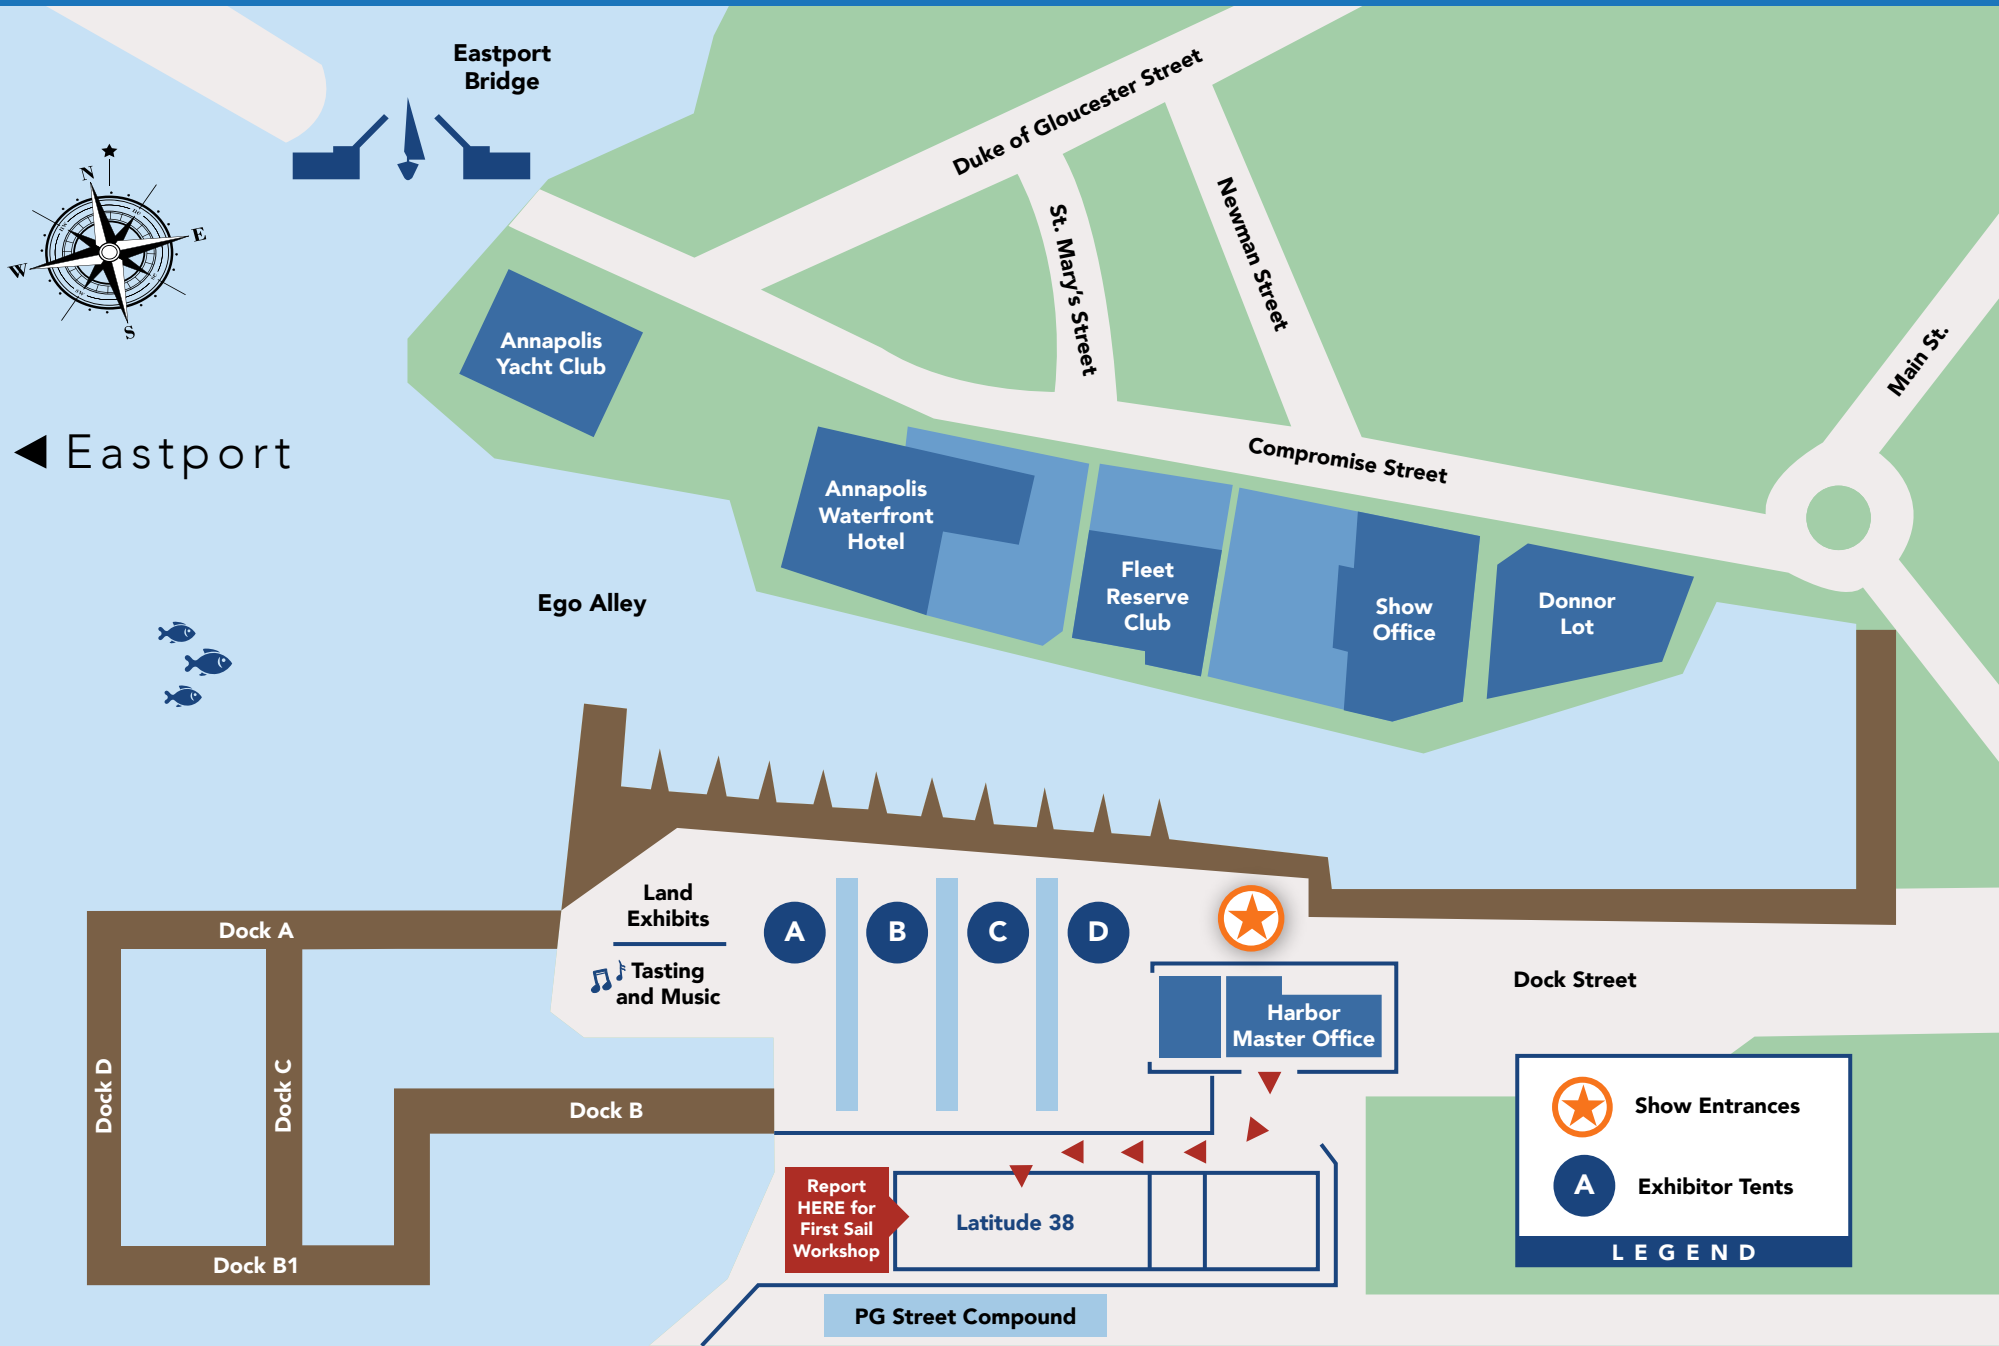 Eastport
Bridge
Duke of Gloucester Street
St. Mary's Street
Newman Street
Main St.
N
E
W
S
Annapolis
Yacht Club
Eastport
Compromise Street
Annapolis
Waterfront
Hotel
Fleet
Reserve
Club
Show
Office
Donnor
Lot
Ego Alley
Land
Exhibits
Tasting
and Music
A
B
C
D
Dock Street
Harbor
Master Office
Dock A
Dock D
Dock C
Dock B
Dock B1
Report
HERE for
First Sail
Workshop
Latitude 38
PG Street Compound
Show Entrances
A
Exhibitor Tents
LEGEND